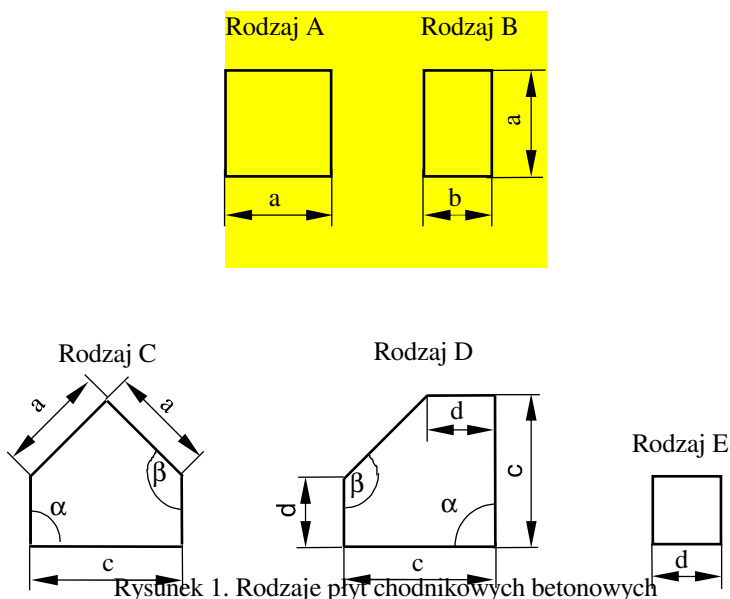 Rodzaj A
Rodzaj B
a
a
b
Rodzaj C
Rodzaj D
a
a
d
Rodzaj E
β
β
c
α
α
d
c
c
d
Rysunek 1. Rodzaje płyt chodnikowych betonowych